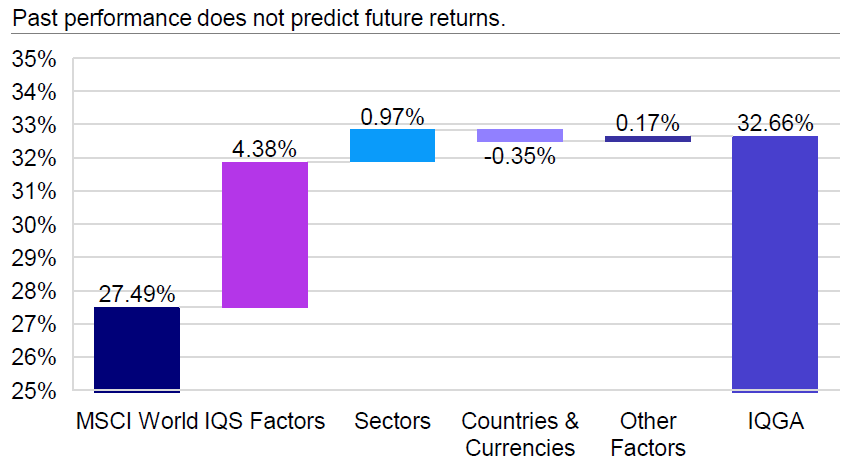 Past performance does not predict future returns.
35%
34%
33%
32%
31%
30%
29%
28%
27%
26%
25%
27.49%
4.38%
0.97%
-0.35%
0.17%
32.66%
MSCI World
IQS Factors
Sectors
Countries &
Currencies
Other
Factors
IQGA